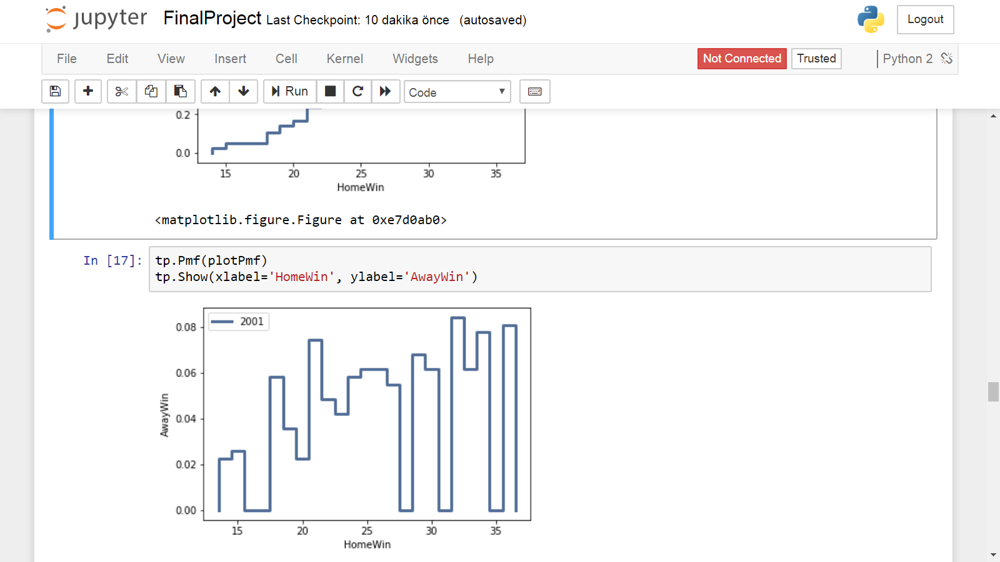 jupyter FinalProject Last Checkpoint: 10 dakika önce (autosaved) Logout
File Edit View Insert Cell Kernel Widgets Help Not Connected Trusted Python 2
Run Code
0.2
0.0
15 20 25 30 35
HomeWin
<matplotlib.figure.Figure at 0xe7d0ab0>
In [17]: tp.Pmf(plotPmf)
tp.Show(xlabel='HomeWin', ylabel='AwayWin')
2001
0.08
0.06
0.04
0.02
0.00
AwayWin
15 20 25 30 35
HomeWin